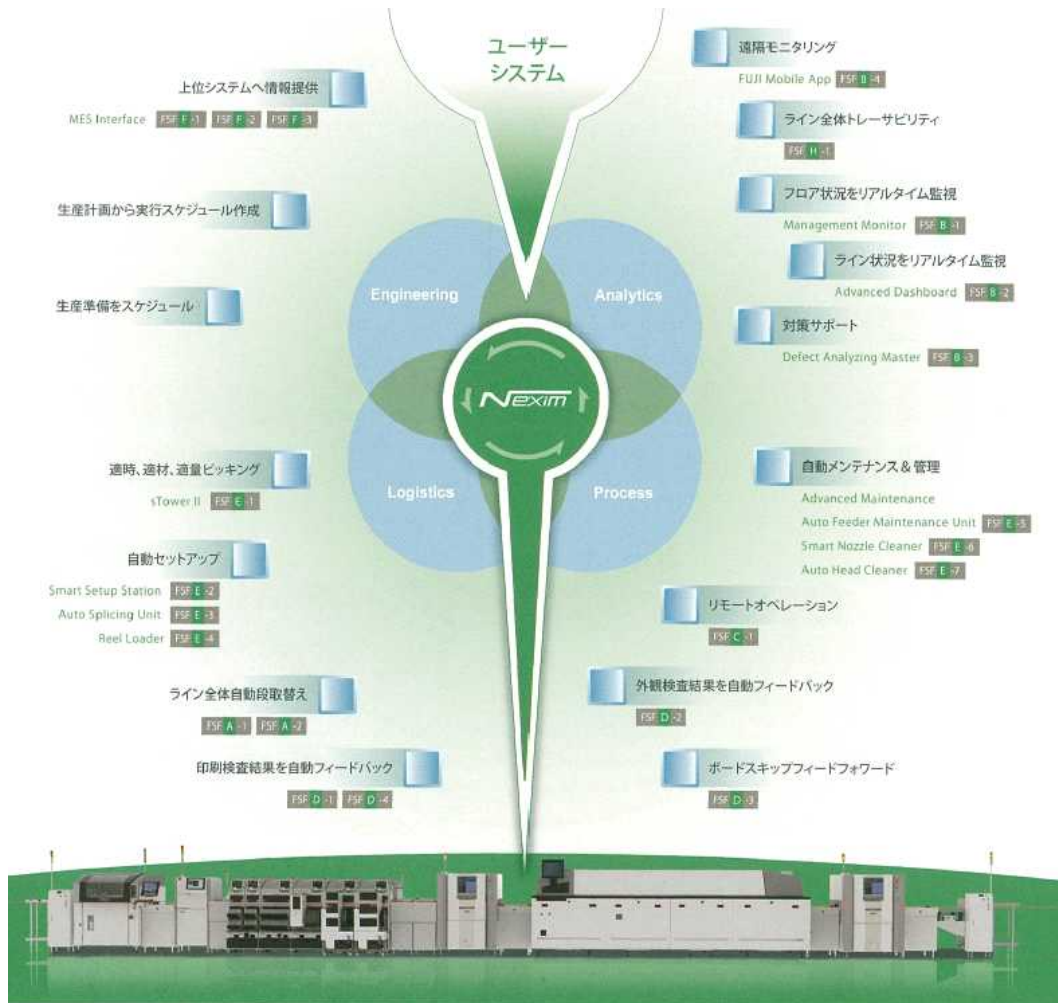 ユーザー
システム
上位システムへ情報提供
MES Interface FSF F -1 FSF F -2 FSF F -3
生産計画から実行スケジュール作成
生産準備をスケジュール
適時、適材、適量ピッキング
sTower II FSF E -1
自動セットアップ
Smart Setup Station FSF E -2
Auto Splicing Unit FSF E -3
Reel Loader FSF E -4
ライン全体自動段取替え
FSF A -1 FSF A -2
印刷検査結果を自動フィードバック
FSF D -1 FSF D -4
Engineering
Analytics
Nexim
Logistics
Process
遠隔モニタリング
FUJI Mobile App FSF B -4
ライン全体トレーサビリティ
FSF H -1
フロア状況をリアルタイム監視
Management Monitor FSF B -1
ライン状況をリアルタイム監視
Advanced Dashboard FSF B -2
対策サポート
Defect Analyzing Master FSF B -3
自動メンテナンス&管理
Advanced Maintenance
Auto Feeder Maintenance Unit FSF E -5
Smart Nozzle Cleaner FSF E -6
Auto Head Cleaner FSF E -7
リモートオペレーション
FSF C -1
外観検査結果を自動フィードバック
FSF D -2
ボードスキップフィードフォワード
FSF D -3